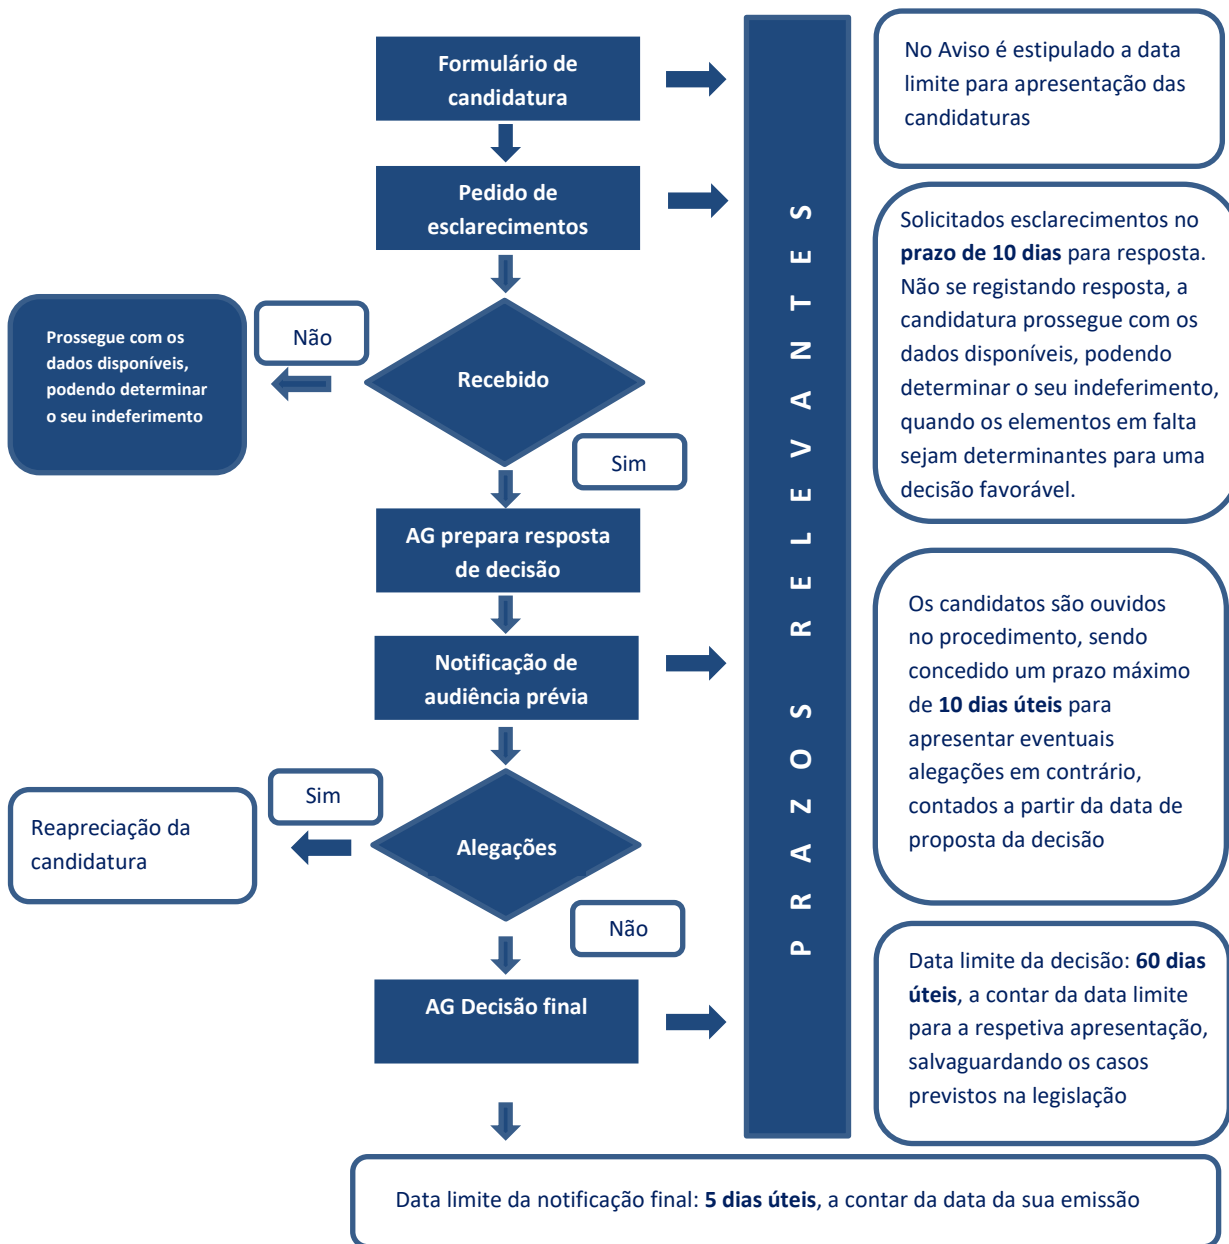 Formulário de
candidatura
No Aviso é estipulado a data
limite para apresentação das
candidaturas
Pedido de
esclarecimentos
Solicitados esclarecimentos no
prazo de 10 dias para resposta.
Não se registando resposta, a
candidatura prossegue com os
dados disponíveis, podendo
determinar o seu indeferimento,
quando os elementos em falta
sejam determinantes para uma
decisão favorável.
Recebido
Não
Prossegue com os
dados disponíveis,
podendo determinar
o seu indeferimento
Sim
AG prepara resposta
de decisão
Notificação de
audiência prévia
Os candidatos são ouvidos
no procedimento, sendo
concedido um prazo máximo
de 10 dias úteis para
apresentar eventuais
alegações em contrário,
contados a partir da data de
proposta da decisão
Alegações
Sim
Reapreciação da
candidatura
Não
AG Decisão final
Data limite da decisão: 60 dias
úteis, a contar da data limite
para a respetiva apresentação,
salvaguardando os casos
previstos na legislação
PRAZOS RELEVANTES
Data limite da notificação final: 5 dias úteis, a contar da data da sua emissão